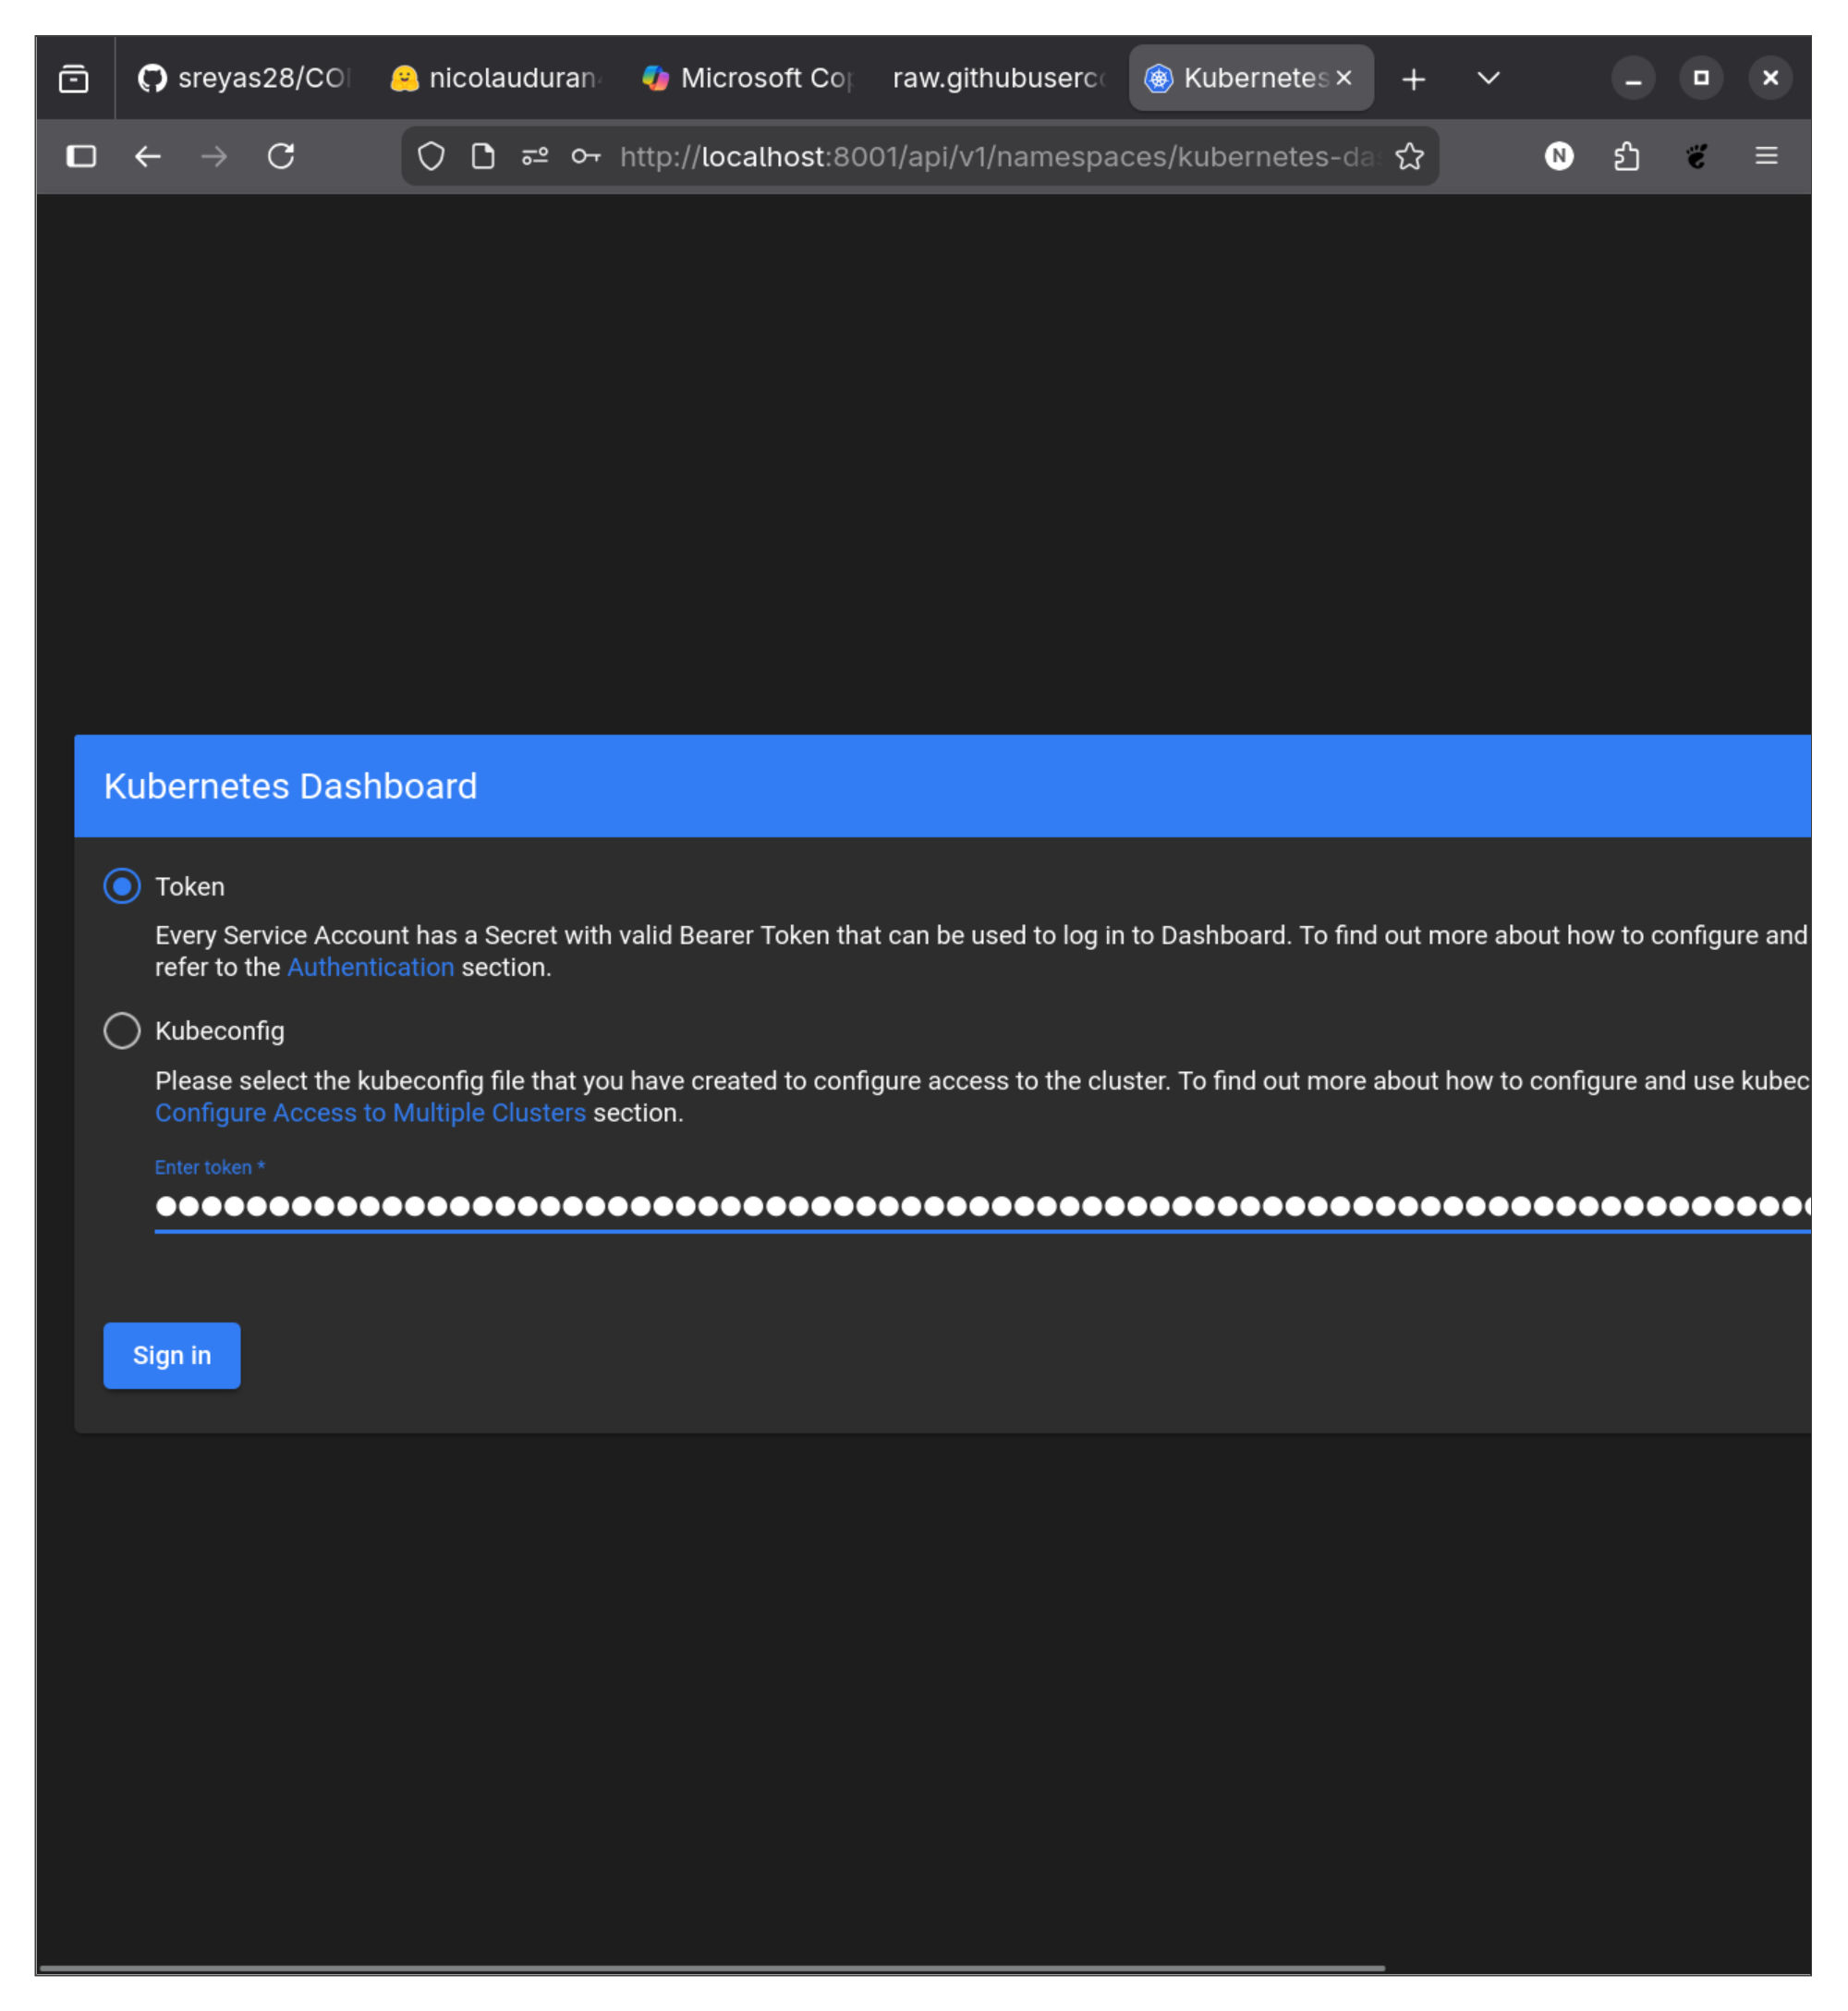 sreyas28/CO
nicolauduran
Microsoft Cop
raw.githubuserc
Kubernetes
http://localhost:8001/api/v1/namespaces/kubernetes-da
N
Kubernetes Dashboard
Token
Every Service Account has a Secret with valid Bearer Token that can be used to log in to Dashboard. To find out more about how to configure and
refer to the Authentication section.
Kubeconfig
Please select the kubeconfig file that you have created to configure access to the cluster. To find out more about how to configure and use kubec
Configure Access to Multiple Clusters section.
Enter token *
Sign in